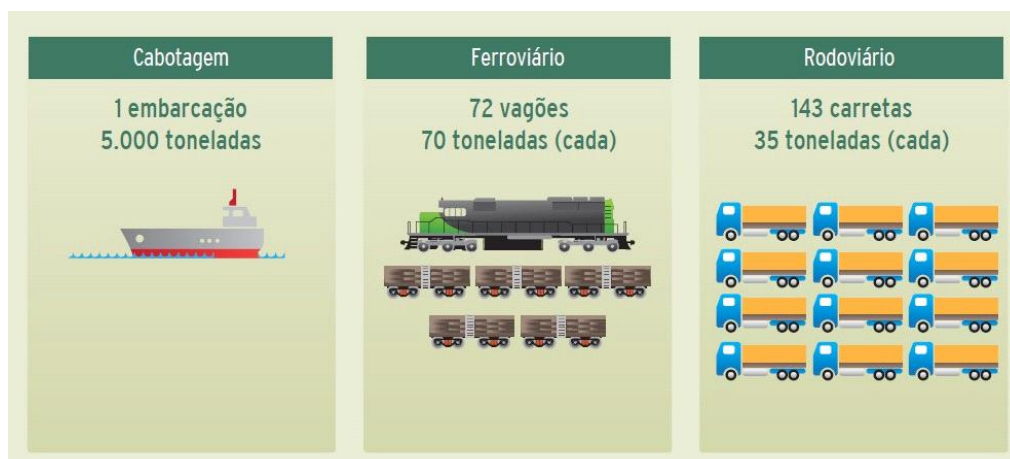 Cabotagem
1 embarcação
5.000 toneladas
Ferroviário
72 vagões
70 toneladas (cada)
Rodoviário
143 carretas
35 toneladas (cada)